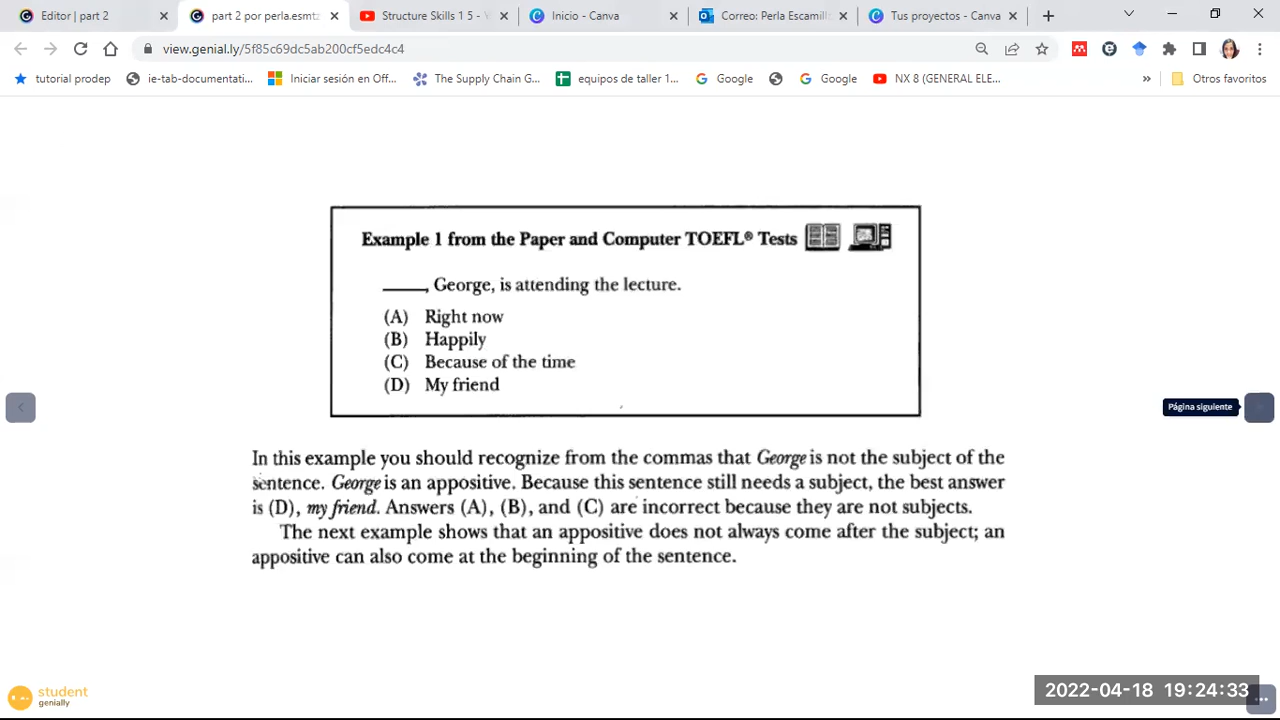 Editor | part 2
part 2 por perla.esmtz
Structure Skills 1 5 -
Inicio - Canva
Correo: Perla Escamill
Tus proyectos - Canva
view.genial.ly/5f85c69dc5ab200cf5edc4c4
tutorial prodep
ie-tab-documentati...
Iniciar sesión en Off...
The Supply Chain G...
equipos de taller 1...
Google
Google
NX 8 (GENERAL ELE...
»
Otros favoritos
Example 1 from the Paper and Computer TOEFL® Tests
____, George, is attending the lecture.
(A) Right now
(B) Happily
(C) Because of the time
(D) My friend
Página siguiente
In this example you should recognize from the commas that George is not the subject of the
sentence. George is an appositive. Because this sentence still needs a subject, the best answer
is (D), my friend. Answers (A), (B), and (C) are incorrect because they are not subjects.
The next example shows that an appositive does not always come after the subject; an
appositive can also come at the beginning of the sentence.
student
genially
2022-04-18 19:24:33